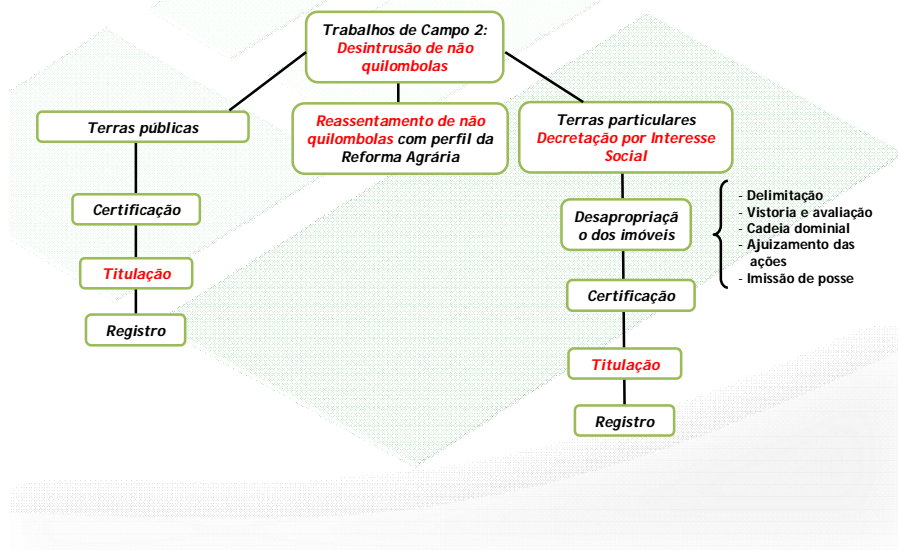 Trabalhos de Campo 2:
Desintrusão de não
quilombolas
Terras públicas
Certificação
Titulação
Registro
Reassentamento de não
quilombolas com perfil da
Reforma Agrária
Terras particulares
Decretação por Interesse
Social
Desapropriaçã
o dos imóveis
- Delimitação
- Vistoria e avaliação
- Cadeia dominial
- Ajuizamento das
ações
- Imissão de posse
Certificação
Titulação
Registro